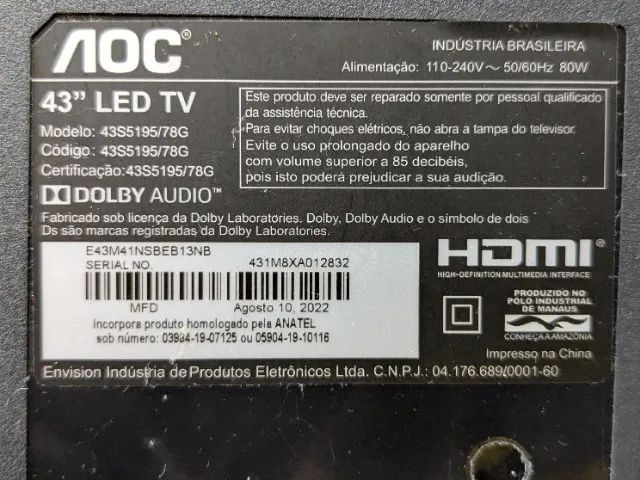 AOC®
INDÚSTRIA BRASILEIRA
Alimentação: 110-240V~ 50/60Hz 80W
43” LED TV
Modelo: 43S5195/78G
Código: 43S5195/78G
Certificação:43S5195/78G
DOLBY AUDIO™
Este produto deve ser reparado somente por pessoal qualificado
da assistência técnica.
Para evitar choques elétricos, não abra a tampa do televisor.
Evite o uso prolongado do aparelho
com volume superior a 85 decibéis,
pois isto poderá prejudicar a sua audição.
Fabricado sob licença da Dolby Laboratories. Dolby, Dolby Audio e o símbolo de dois
Ds são marcas registradas da Dolby Laboratories.
E43M41NSBEB13NB
SERIAL NO. 431M8XA012832
MFD Agosto 10, 2022
Incorpora produto homologado pela ANATEL
sob número: 03984-19-07125 ou 05904-19-10116
HDMI®
HIGH-DEFINITION MULTIMEDIA INTERFACE
PRODUZIDO NO
PÓLO INDUSTRIAL
DE MANAUS
CONHEÇA A AMAZÔNIA
Impresso na China
Envision Indústria de Produtos Eletrônicos Ltda. C.N.P.J.: 04.176.689/0001-60